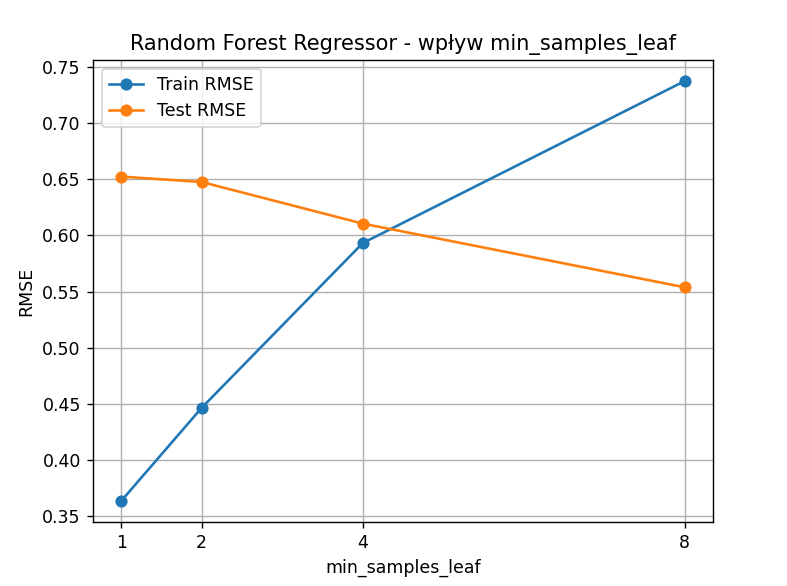 Random Forest Regressor - wpływ min_samples_leaf
Train RMSE
Test RMSE
RMSE
0.75
0.70
0.65
0.60
0.55
0.50
0.45
0.40
0.35
1 2 4 8
min_samples_leaf